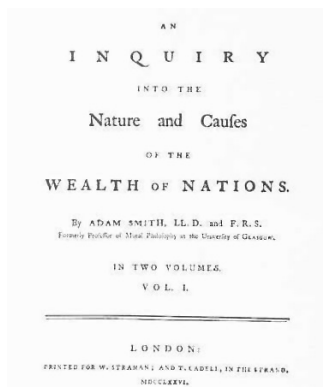 AN
INQUIRY
INTO THE
Nature and Cauſes
OF THE
WEALTH OF NATIONS.
By ADAM SMITH, LL. D. and F. R. S.
Formerly Profeſſor of Moral Philoſophy in the Univerſity of GLASGOW.
IN TWO VOLUMES.
VOL. I.
LONDON:
PRINTED FOR W. STRAHAN; AND T. CADELL, IN THE STRAND.
MDCCLXXVI.